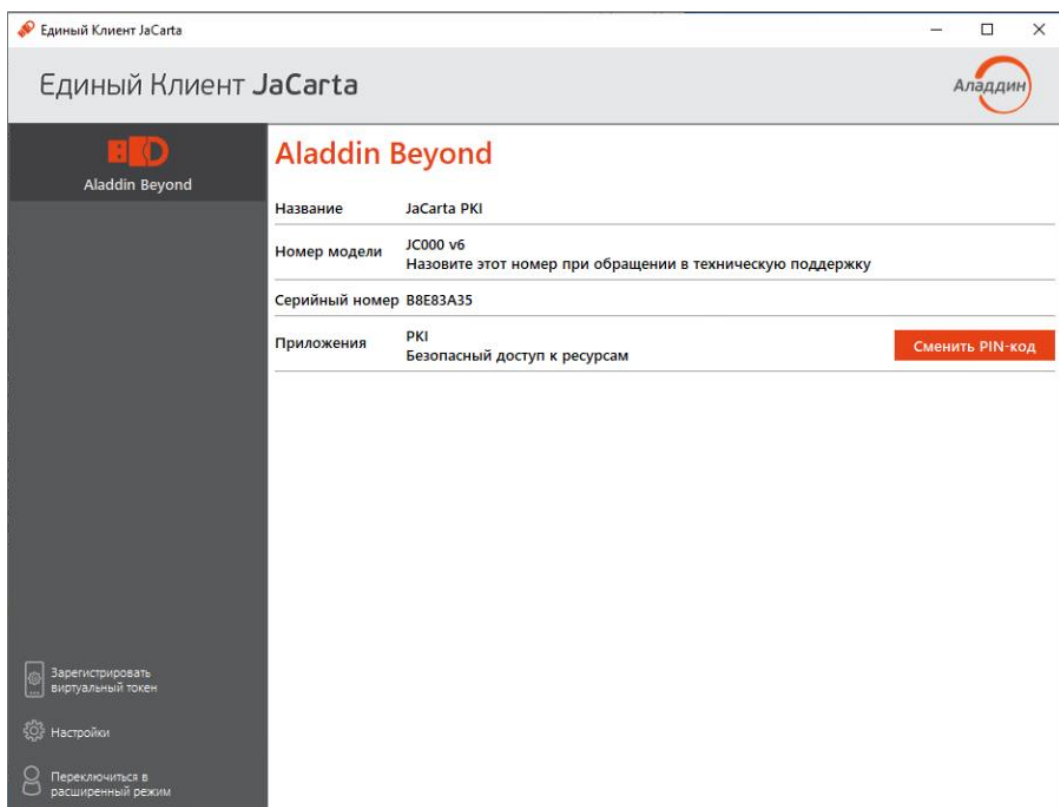 Единый Клиент JaCarta
Единый Клиент JaCarta
Аладдин
Aladdin Beyond
Aladdin Beyond
Название JaCarta PKI
Номер модели JC000 v6
Назовите этот номер при обращении в техническую поддержку
Серийный номер B8E83A35
Приложения PKI
Безопасный доступ к ресурсам
Сменить PIN-код
Зарегистрировать
виртуальный токен
Настройки
Переключиться в
расширенный режим